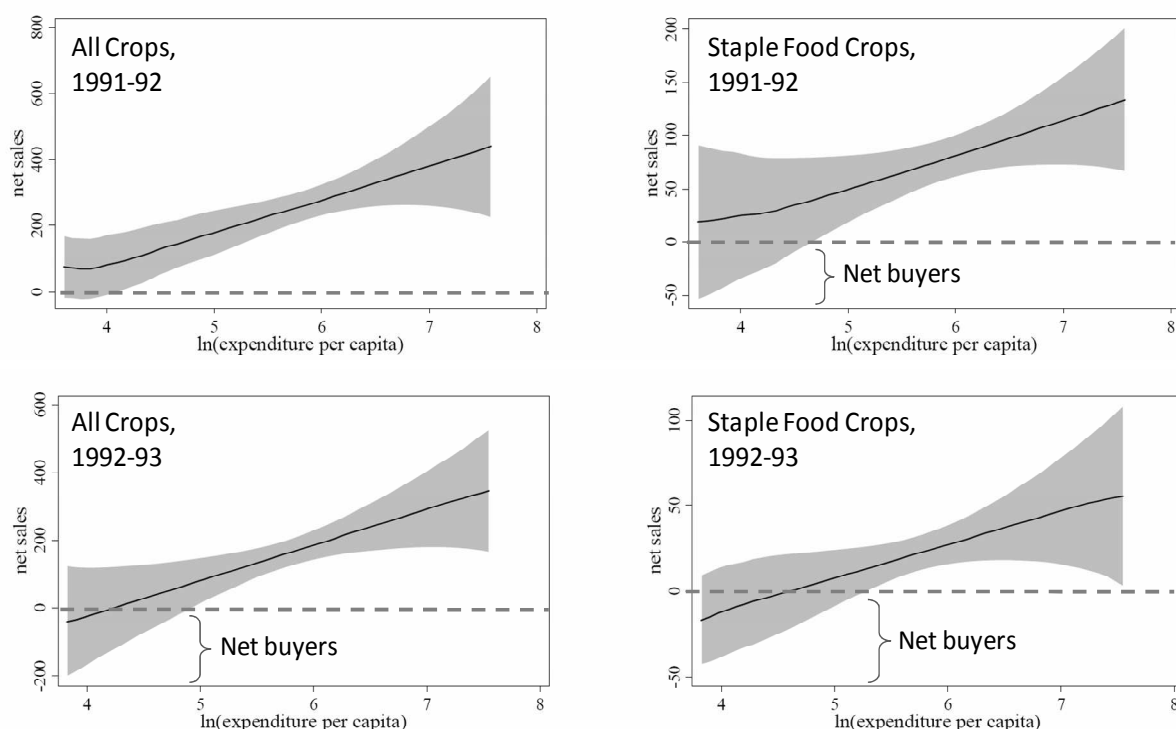 All Crops,
1991-92
net sales
800
600
400
200
0
4 5 6 7 8
ln(expenditure per capita)
Staple Food Crops,
1991-92
net sales
200
150
100
50
0
-50
Net buyers
4 5 6 7 8
ln(expenditure per capita)
All Crops,
1992-93
net sales
600
400
200
0
-200
Net buyers
4 5 6 7 8
ln(expenditure per capita)
Staple Food Crops,
1992-93
net sales
100
50
0
-50
Net buyers
4 5 6 7 8
ln(expenditure per capita)